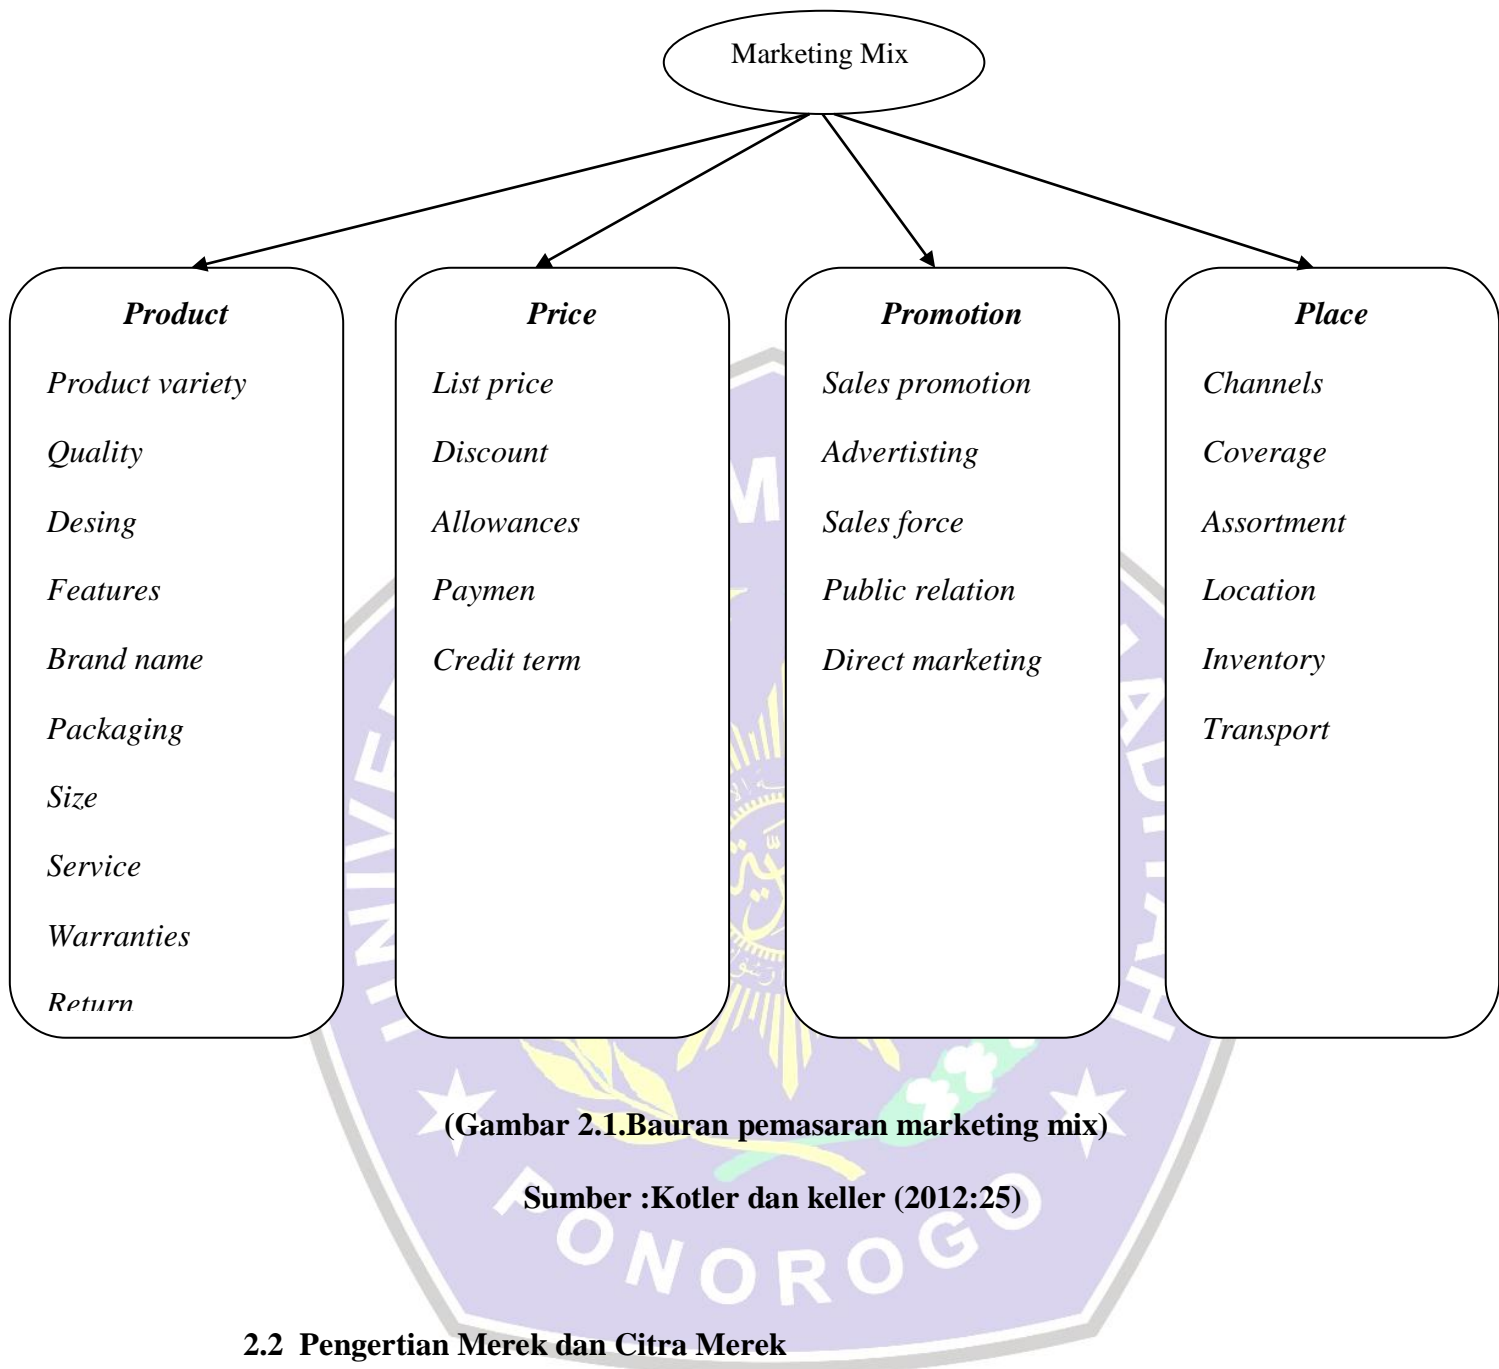 Marketing Mix
Product
Product variety
Quality
Desing
Features
Brand name
Packaging
Size
Service
Warranties
Return
Price
List price
Discount
Allowances
Paymen
Credit term
Promotion
Sales promotion
Advertisting
Sales force
Public relation
Direct marketing
Place
Channels
Coverage
Assortment
Location
Inventory
Transport
(Gambar 2.1.Bauran pemasaran marketing mix)
Sumber :Kotler dan keller (2012:25)
PONOROGO
2.2 Pengertian Merek dan Citra Merek